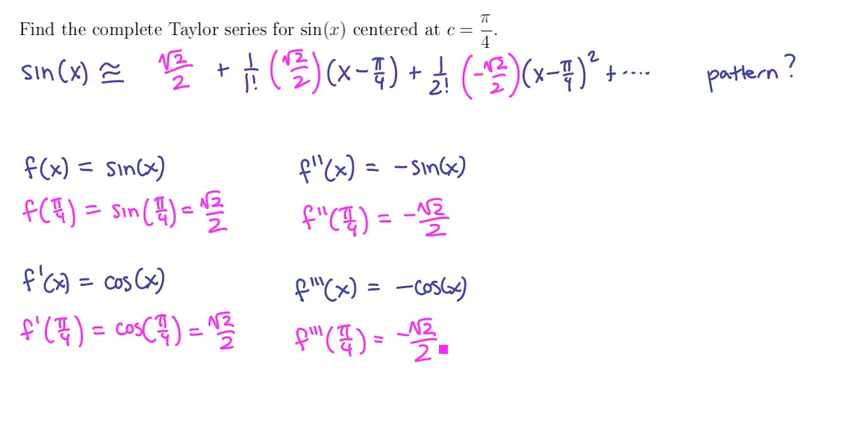 Find the complete Taylor series for sin(x) centered at c = π/4.
sin(x) ≅ √2/2 + 1/1! (√2/2)(x-π/4) + 1/2! (-√2/2)(x-π/4)² + .... pattern?
f(x) = sin(x) f''(x) = -sin(x)
f(π/4) = sin(π/4) = √2/2 f''(π/4) = -√2/2
f'(x) = cos(x) f'''(x) = -cos(x)
f'(π/4) = cos(π/4) = √2/2 f'''(π/4) = -√2/2